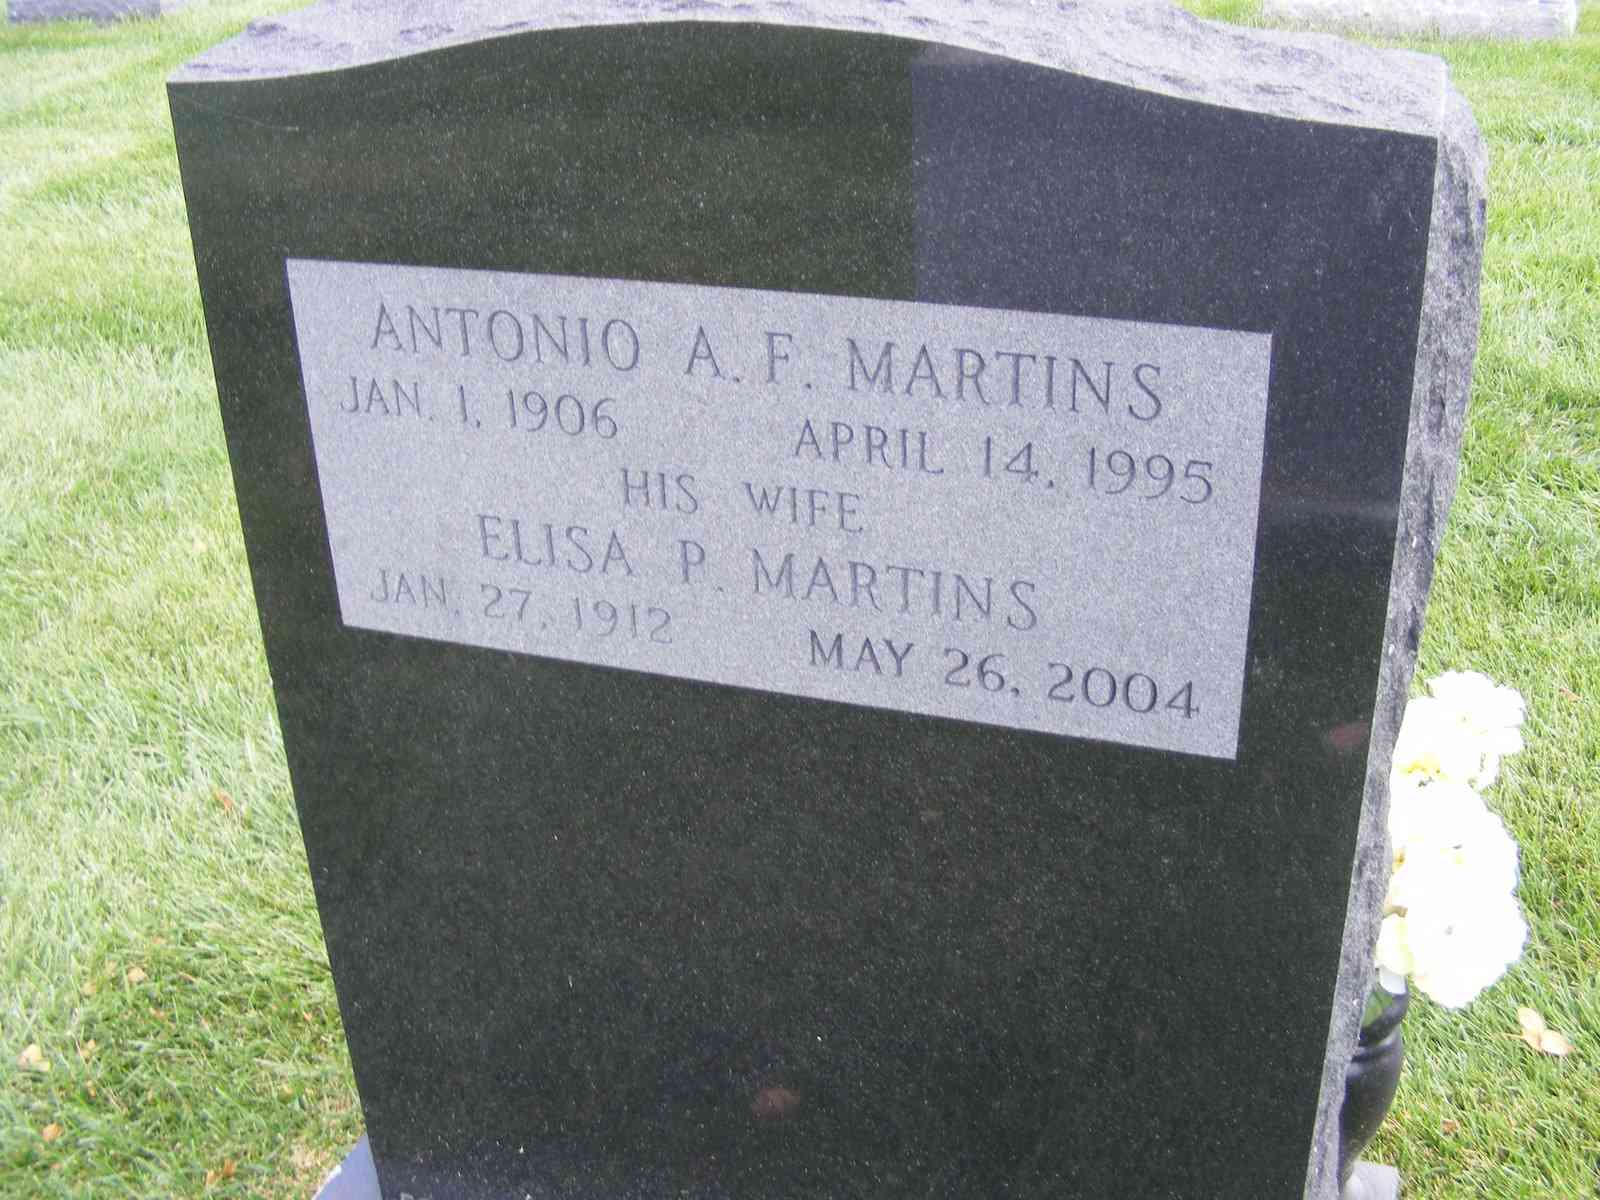 ANTONIO A. F. MARTINS
JAN. 1, 1906 APRIL 14, 1995
HIS WIFE
ELISA P. MARTINS
JAN. 27, 1912 MAY 26, 2004